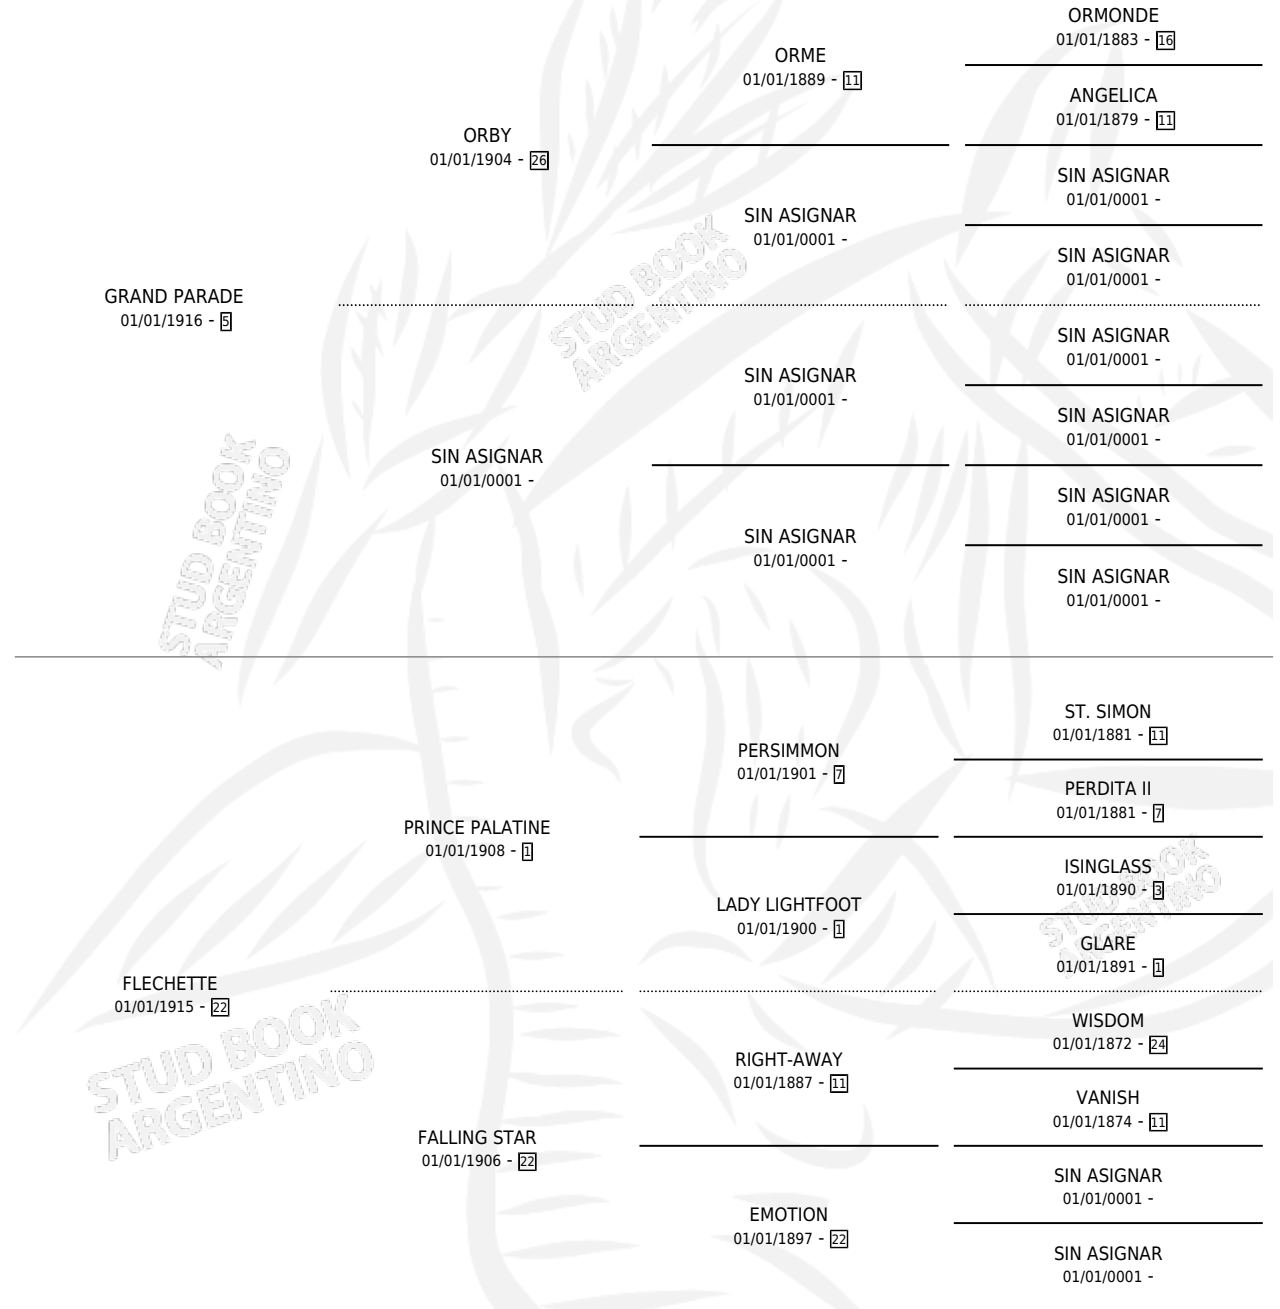 ORMONDE
01/01/1883 - 16
ORME
01/01/1889 - 11
ANGELICA
01/01/1879 - 11
ORBY
01/01/1904 - 26
SIN ASIGNAR
01/01/0001 -
SIN ASIGNAR
01/01/0001 -
SIN ASIGNAR
01/01/0001 -
GRAND PARADE
01/01/1916 - 5
STUD BOOK
ARGENTINO
SIN ASIGNAR
01/01/0001 -
SIN ASIGNAR
01/01/0001 -
SIN ASIGNAR
01/01/0001 -
SIN ASIGNAR
01/01/0001 -
SIN ASIGNAR
01/01/0001 -
SIN ASIGNAR
01/01/0001 -
SIN ASIGNAR
01/01/0001 -
STUD BOOK
ARGENTINO
ST. SIMON
01/01/1881 - 11
PERSIMMON
01/01/1901 - 7
PERDITA II
01/01/1881 - 7
PRINCE PALATINE
01/01/1908 - 1
ISINGLASS
01/01/1890 - 3
LADY LIGHTFOOT
01/01/1900 - 1
GLARE
01/01/1891 - 1
STUD BOOK
ARGENTINO
FLECHETTE
01/01/1915 - 22
WISDOM
01/01/1872 - 24
RIGHT-AWAY
01/01/1887 - 11
VANISH
01/01/1874 - 11
STUD BOOK
ARGENTINO
FALLING STAR
01/01/1906 - 22
SIN ASIGNAR
01/01/0001 -
EMOTION
01/01/1897 - 22
SIN ASIGNAR
01/01/0001 -